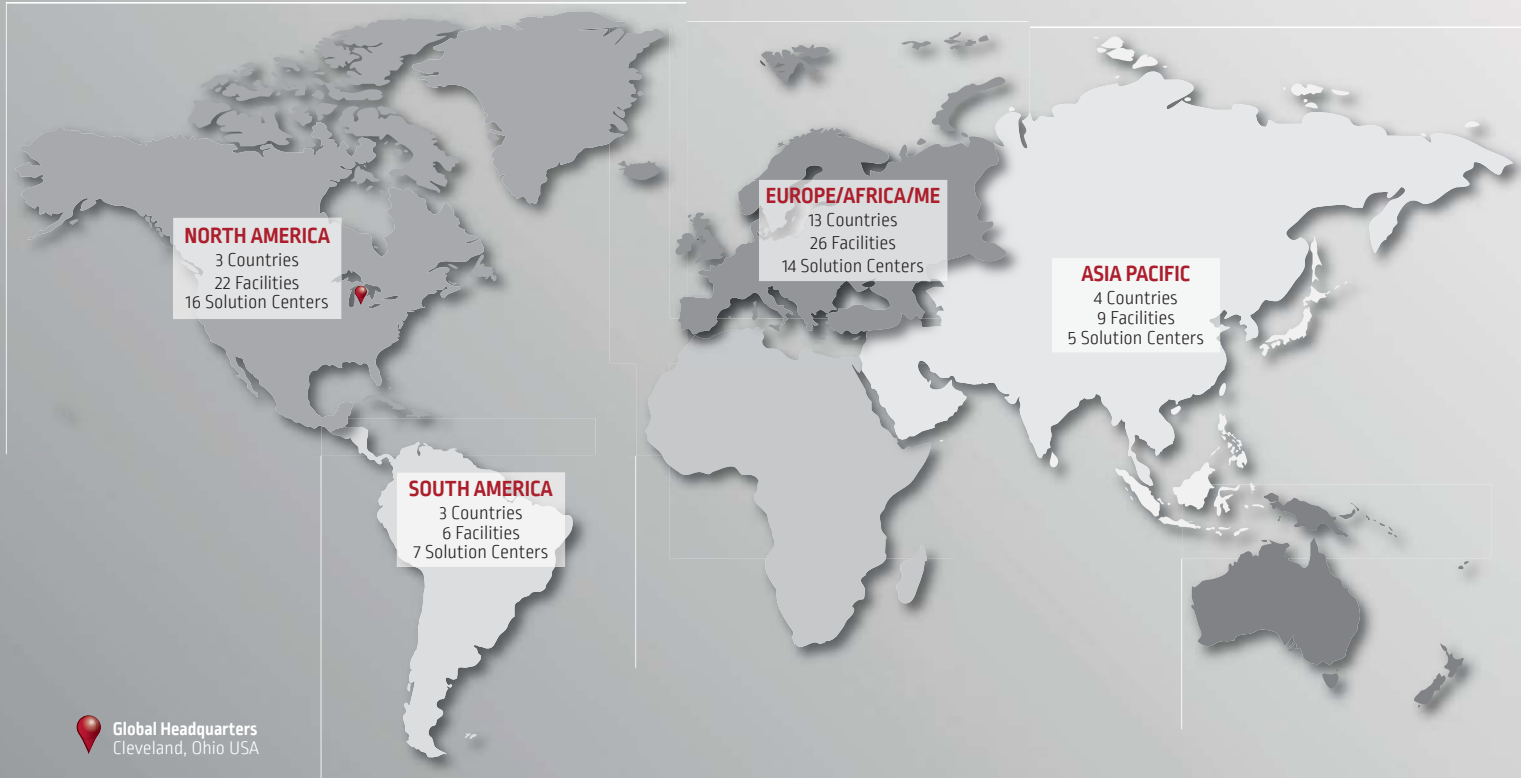 NORTH AMERICA
3 Countries
22 Facilities
16 Solution Centers
EUROPE/AFRICA/ME
13 Countries
26 Facilities
14 Solution Centers
ASIA PACIFIC
4 Countries
9 Facilities
5 Solution Centers
SOUTH AMERICA
3 Countries
6 Facilities
7 Solution Centers
Global Headquarters
Cleveland, Ohio USA